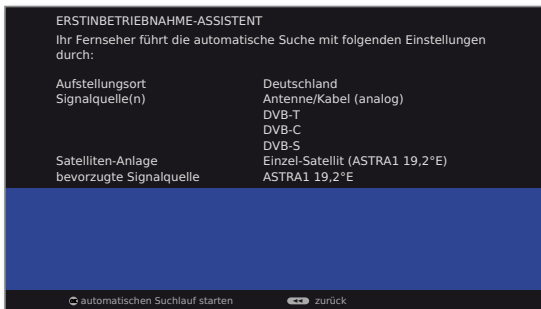 ERSTINBETRIEBNAHME-ASSISTENT
Ihr Fernseher führt die automatische Suche mit folgenden Einstellungen
durch:
Aufstellungsort Deutschland
Signalquelle(n) Antenne/Kabel (analog)
DVB-T
DVB-C
DVB-S
Satelliten-Anlage Einzel-Satellit (ASTRA1 19,2°E)
bevorzugte Signalquelle ASTRA1 19,2°E
automatischen Suchlauf starten zurück